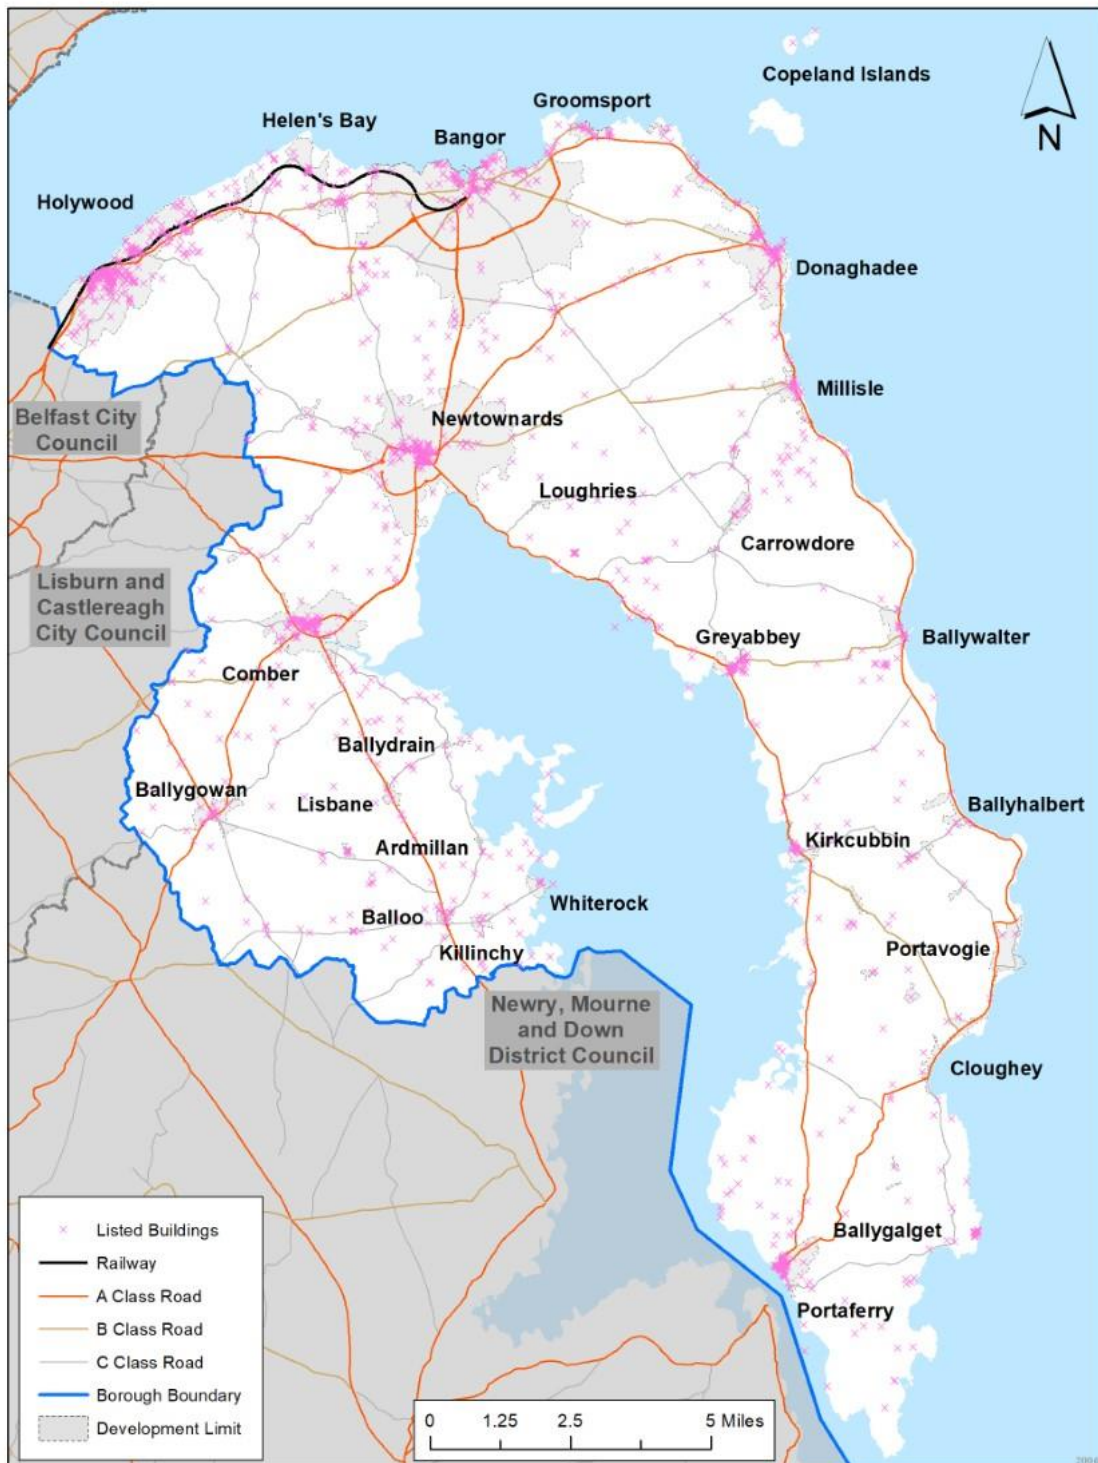 Copeland Islands
Groomsport
Helen's Bay
Bangor
N
Holywood
Donaghadee
Millisle
Belfast City
Council
Newtownards
Loughries
Carrowdore
Lisburn and
Castlereagh
City Council
Greyabbey
Ballywalter
Comber
Ballydrain
Ballygowan
Lisbane
Ballyhalbert
Ardmillan
Kirkcubbin
Whiterock
Balloo
Killinchy
Portavogie
Newry, Mourne
and Down
District Council
Cloughey
Ballygalget
Portaferry
Listed Buildings
Railway
A Class Road
B Class Road
C Class Road
Borough Boundary
Development Limit
0 1.25 2.5 5 Miles